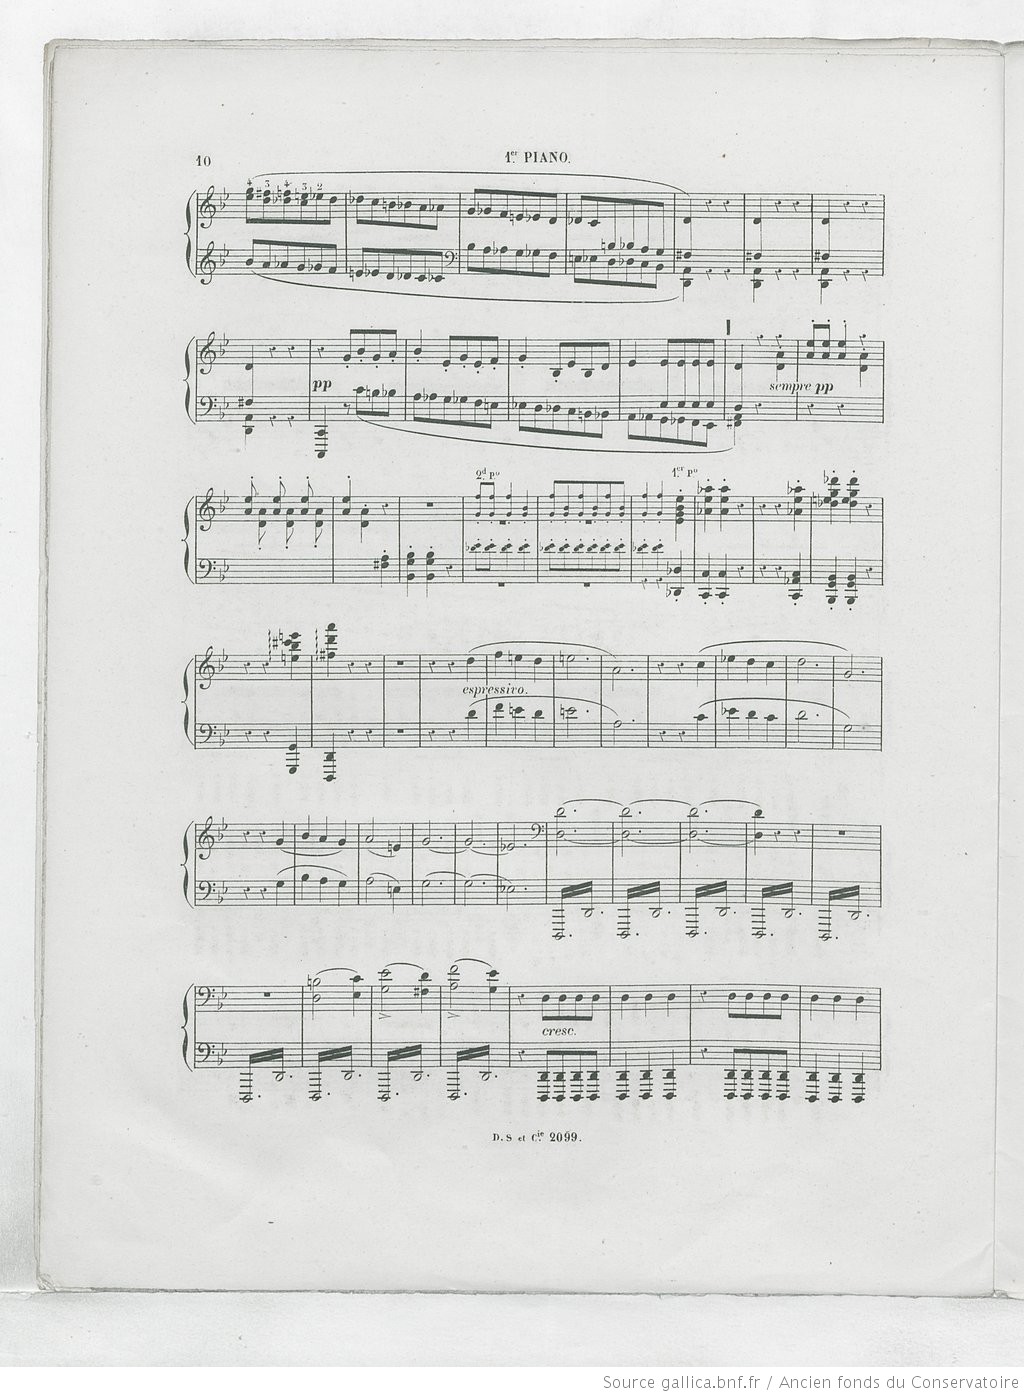 10
1er PIANO.
4 3 4 3 2
pp
sempre pp
2d Po
1er Po
espressivo.
cresc.
D. S et Cie 2099.
Source gallica.bnf.fr / Ancien fonds du Conservatoire